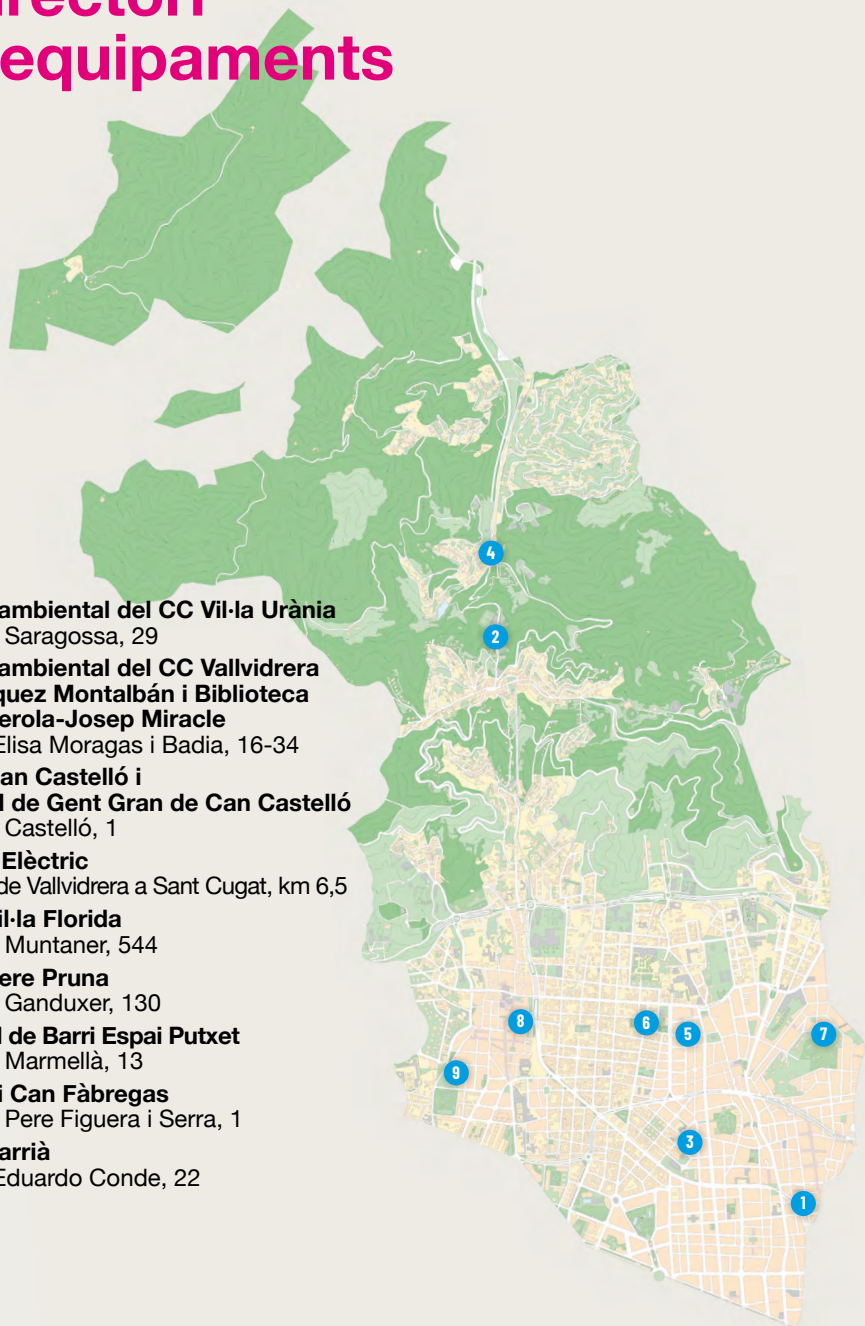 irectori
equipaments
ambiental del CC Vil·la Urània
Saragossa, 29
ambiental del CC Vallvidrera
quez Montalbán i Biblioteca
erola-Josep Miracle
Elisa Moragas i Badia, 16-34
an Castelló i
l de Gent Gran de Can Castelló
Castelló, 1
Elèctric
de Vallvidrera a Sant Cugat, km 6,5
il·la Florida
Muntaner, 544
ere Pruna
Ganduxer, 130
l de Barri Espai Putxet
Marmellà, 13
i Can Fàbregas
Pere Figuera i Serra, 1
arrià
Eduardo Conde, 22
4
2
8
6
5
7
9
3
1